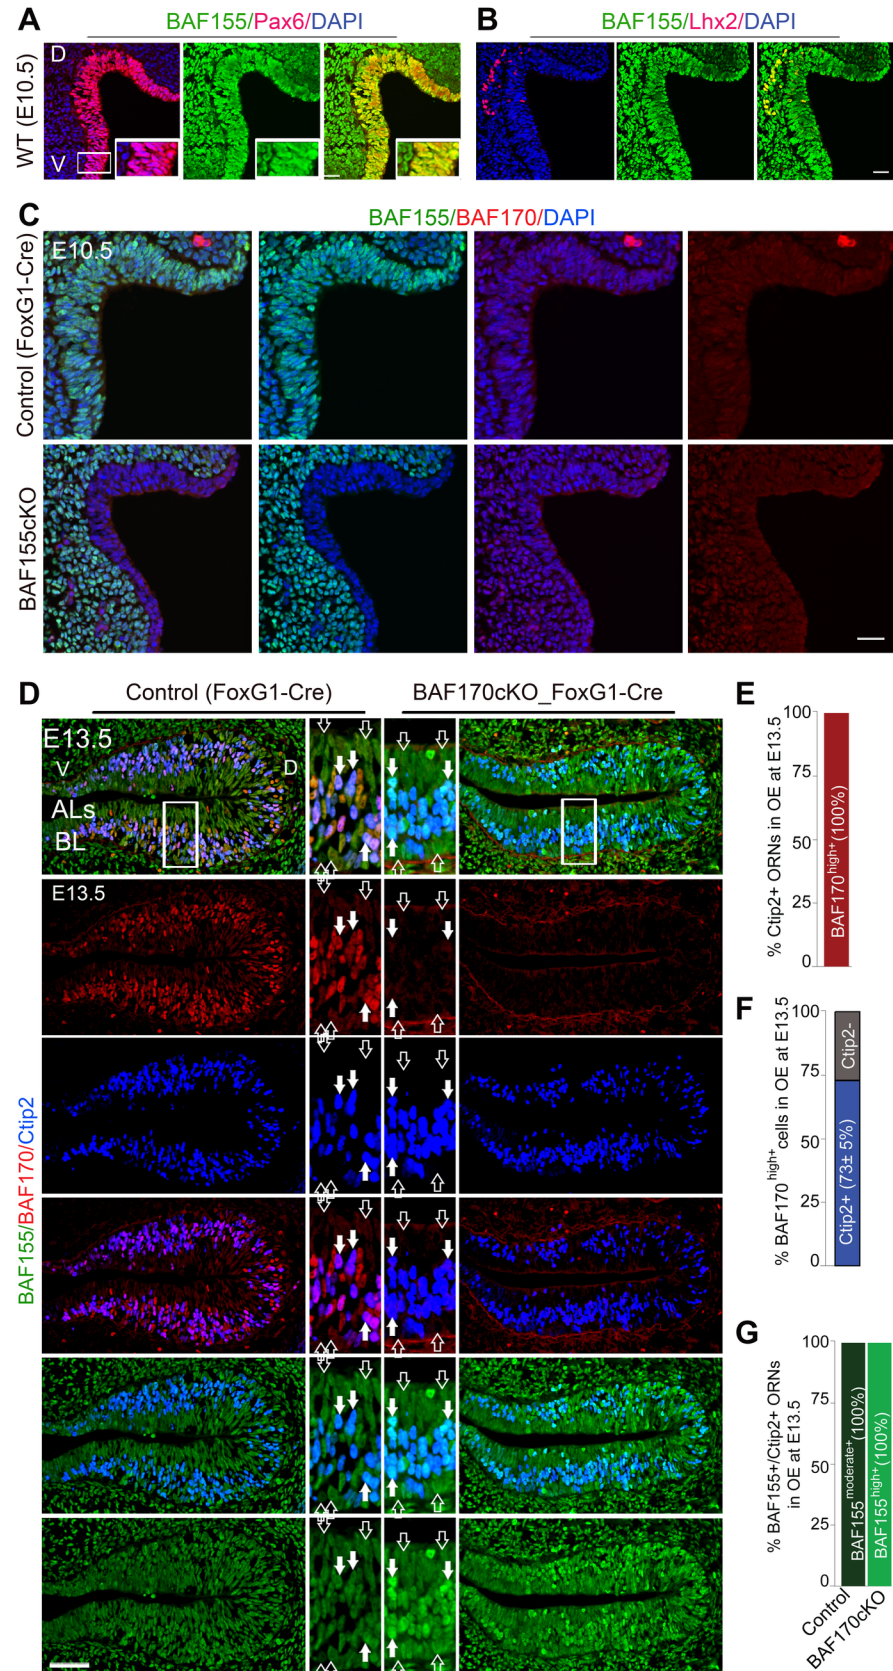 A
BAF155/Pax6/DAPI
WT (E10.5)
D
V
B
BAF155/Lhx2/DAPI
C
BAF155/BAF170/DAPI
Control (FoxG1-Cre)
E10.5
BAF155cKO
D
Control (FoxG1-Cre)
BAF170cKO_FoxG1-Cre
E13.5
V
D
ALs
BL
E13.5
BAF155/BAF170/Ctip2
E
% Ctip2+ ORNs in OE at E13.5
100
75
50
25
0
BAF170high+(100%)
F
% BAF170high+cells in OE at E13.5
100
75
50
25
0
Ctip2-
Ctip2+ (73± 5%)
G
% BAF155+/Ctip2+ ORNs
in OE at E13.5
100
75
50
25
0
BAF155moderate+(100%)
BAF155high+(100%)
Control
BAF170cKO